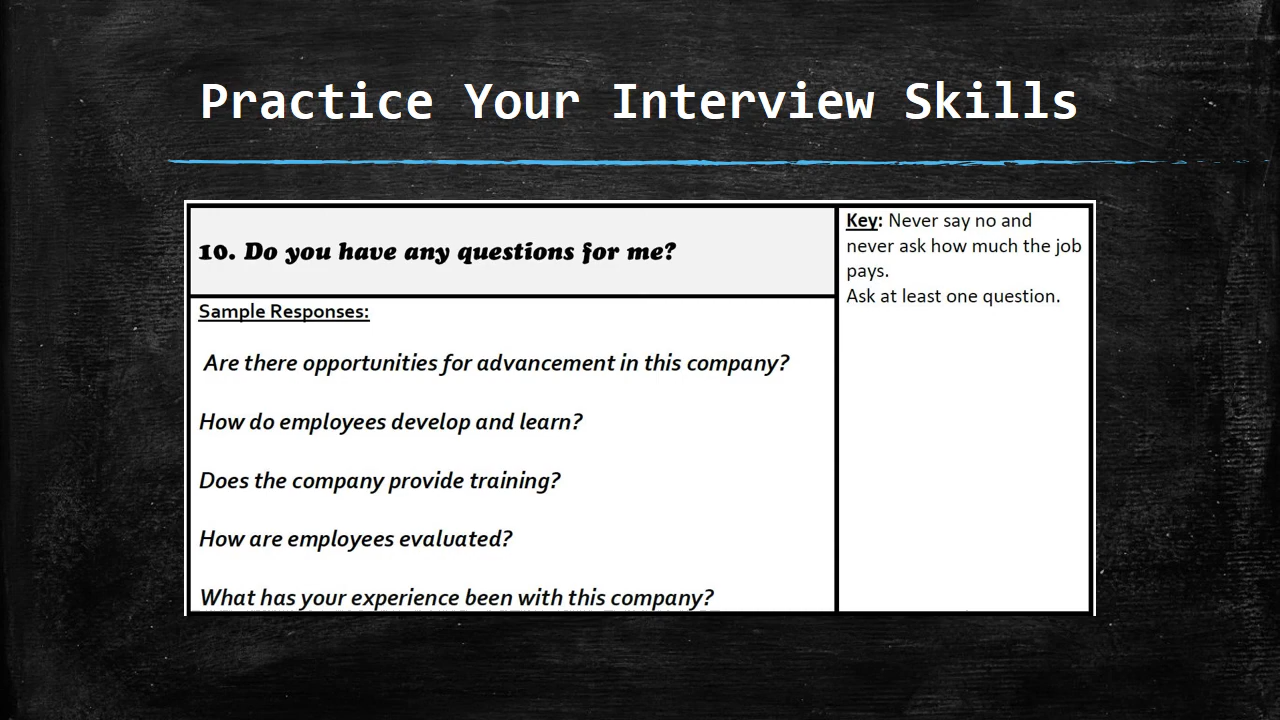 Practice Your Interview Skills
10. Do you have any questions for me?
Key: Never say no and
never ask how much the job
pays.
Ask at least one question.
Sample Responses:
Are there opportunities for advancement in this company?
How do employees develop and learn?
Does the company provide training?
How are employees evaluated?
What has your experience been with this company?